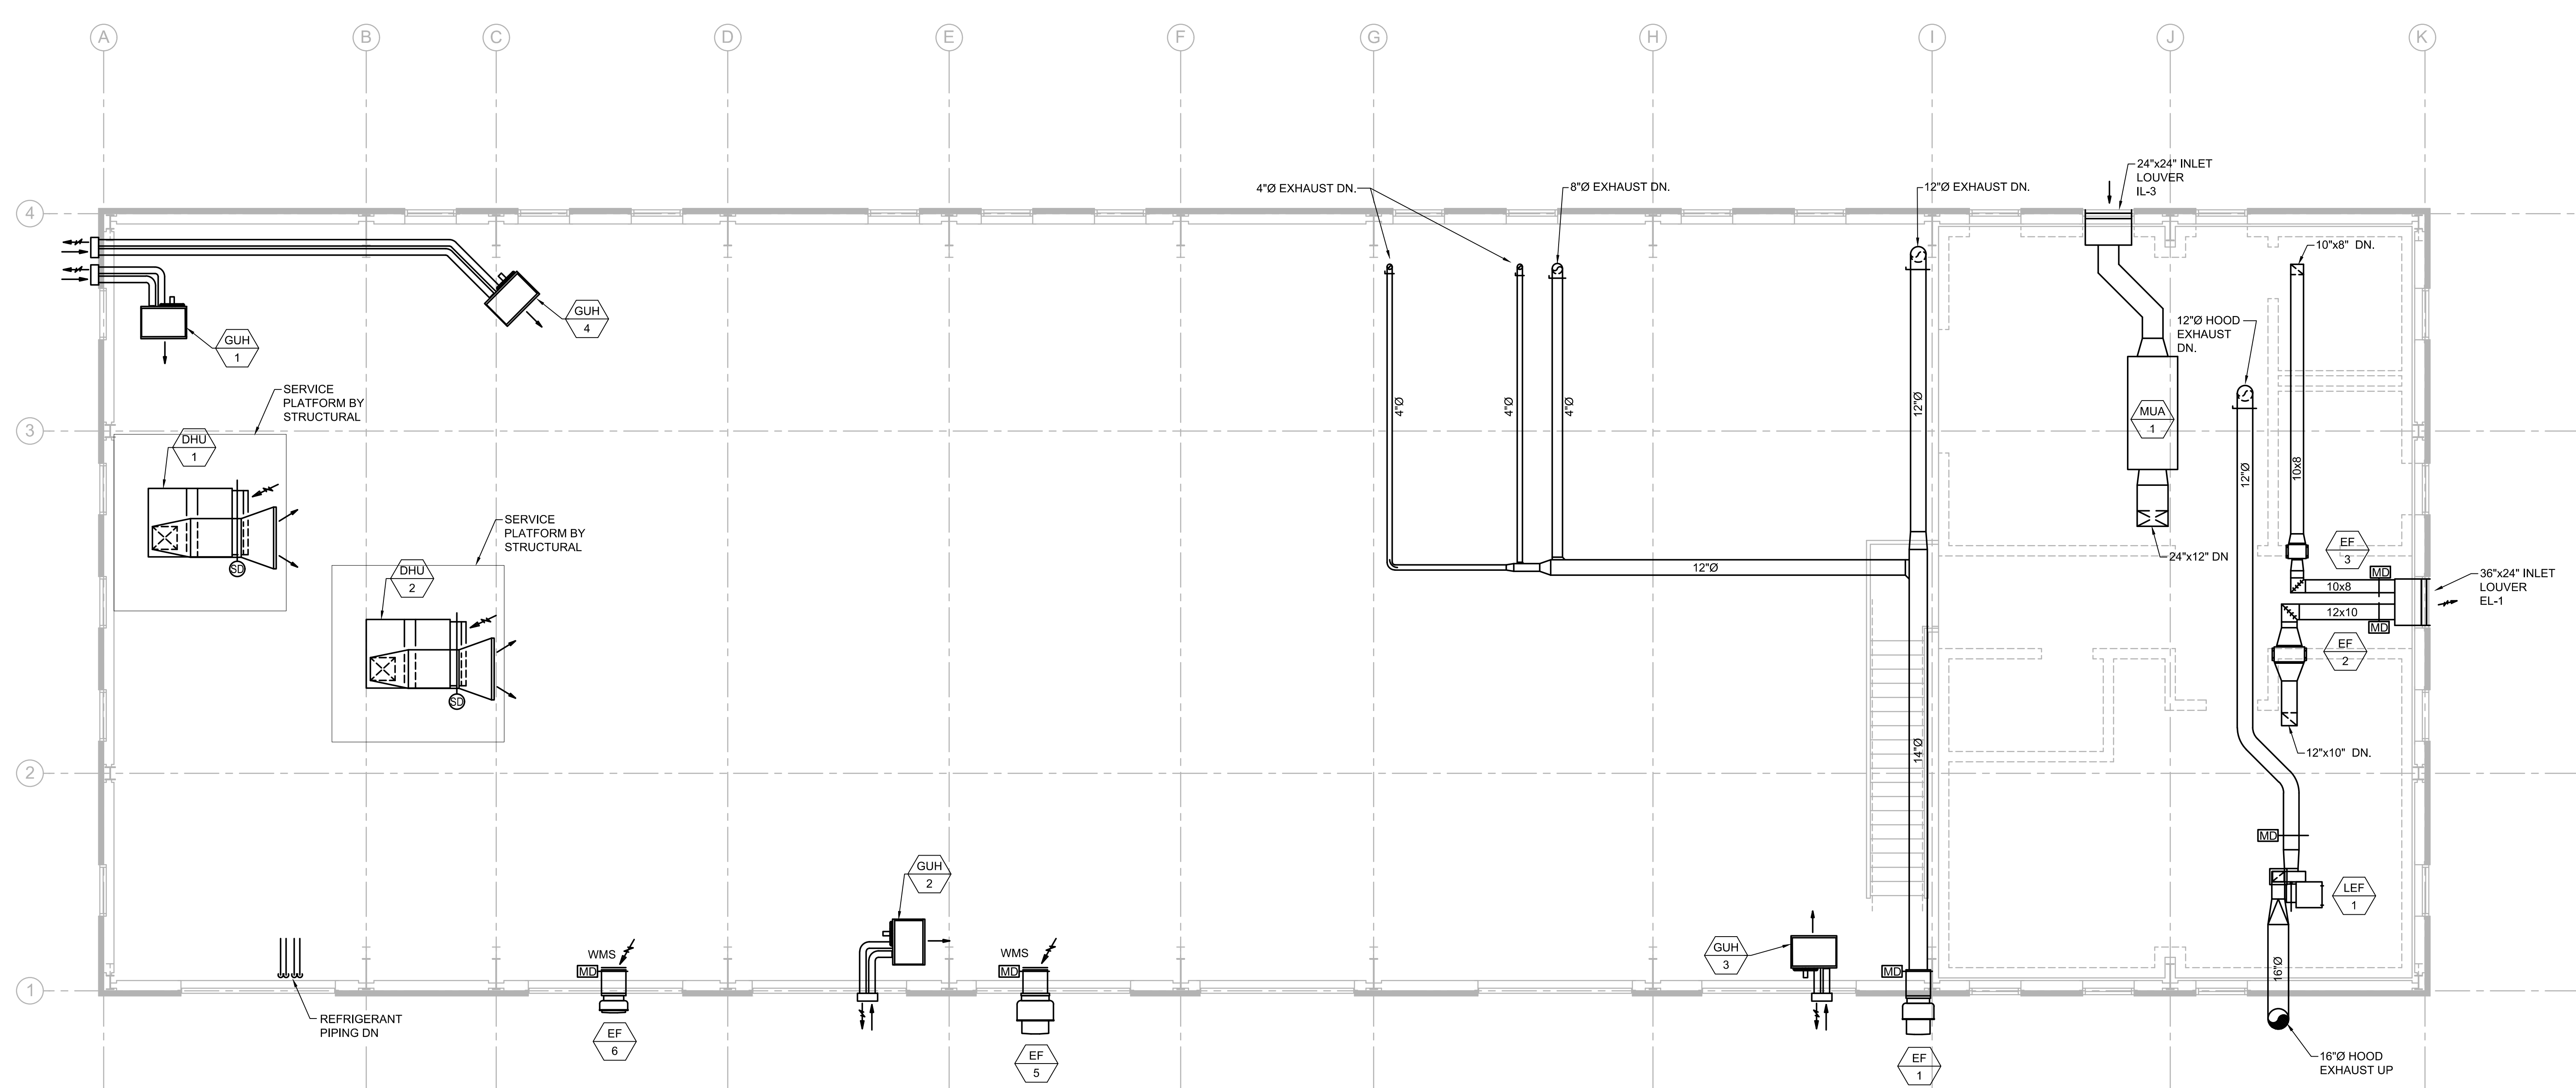 A
B
C
D
E
F
G
H
I
J
K
4
3
2
1
4"Ø EXHAUST DN.
8"Ø EXHAUST DN.
12"Ø EXHAUST DN.
24"x24" INLET
LOUVER
IL-3
10"x8" DN.
GUH
4
GUH
1
12"Ø HOOD
EXHAUST
DN.
SERVICE
PLATFORM BY
STRUCTURAL
4"Ø
4"Ø
4"Ø
12"Ø
MUA
1
DHU
1
SD
12"Ø
10x8
SERVICE
PLATFORM BY
STRUCTURAL
24"x12" DN
EF
3
DHU
2
SD
12"Ø
MD
10x8
12x10
MD
36"x24" INLET
LOUVER
EL-1
EF
2
14"Ø
12"x10" DN.
MD
GUH
2
LEF
1
WMS
MD
WMS
MD
GUH
3
MD
16"Ø
REFRIGERANT
PIPING DN
EF
6
EF
5
EF
1
16"Ø HOOD
EXHAUST UP